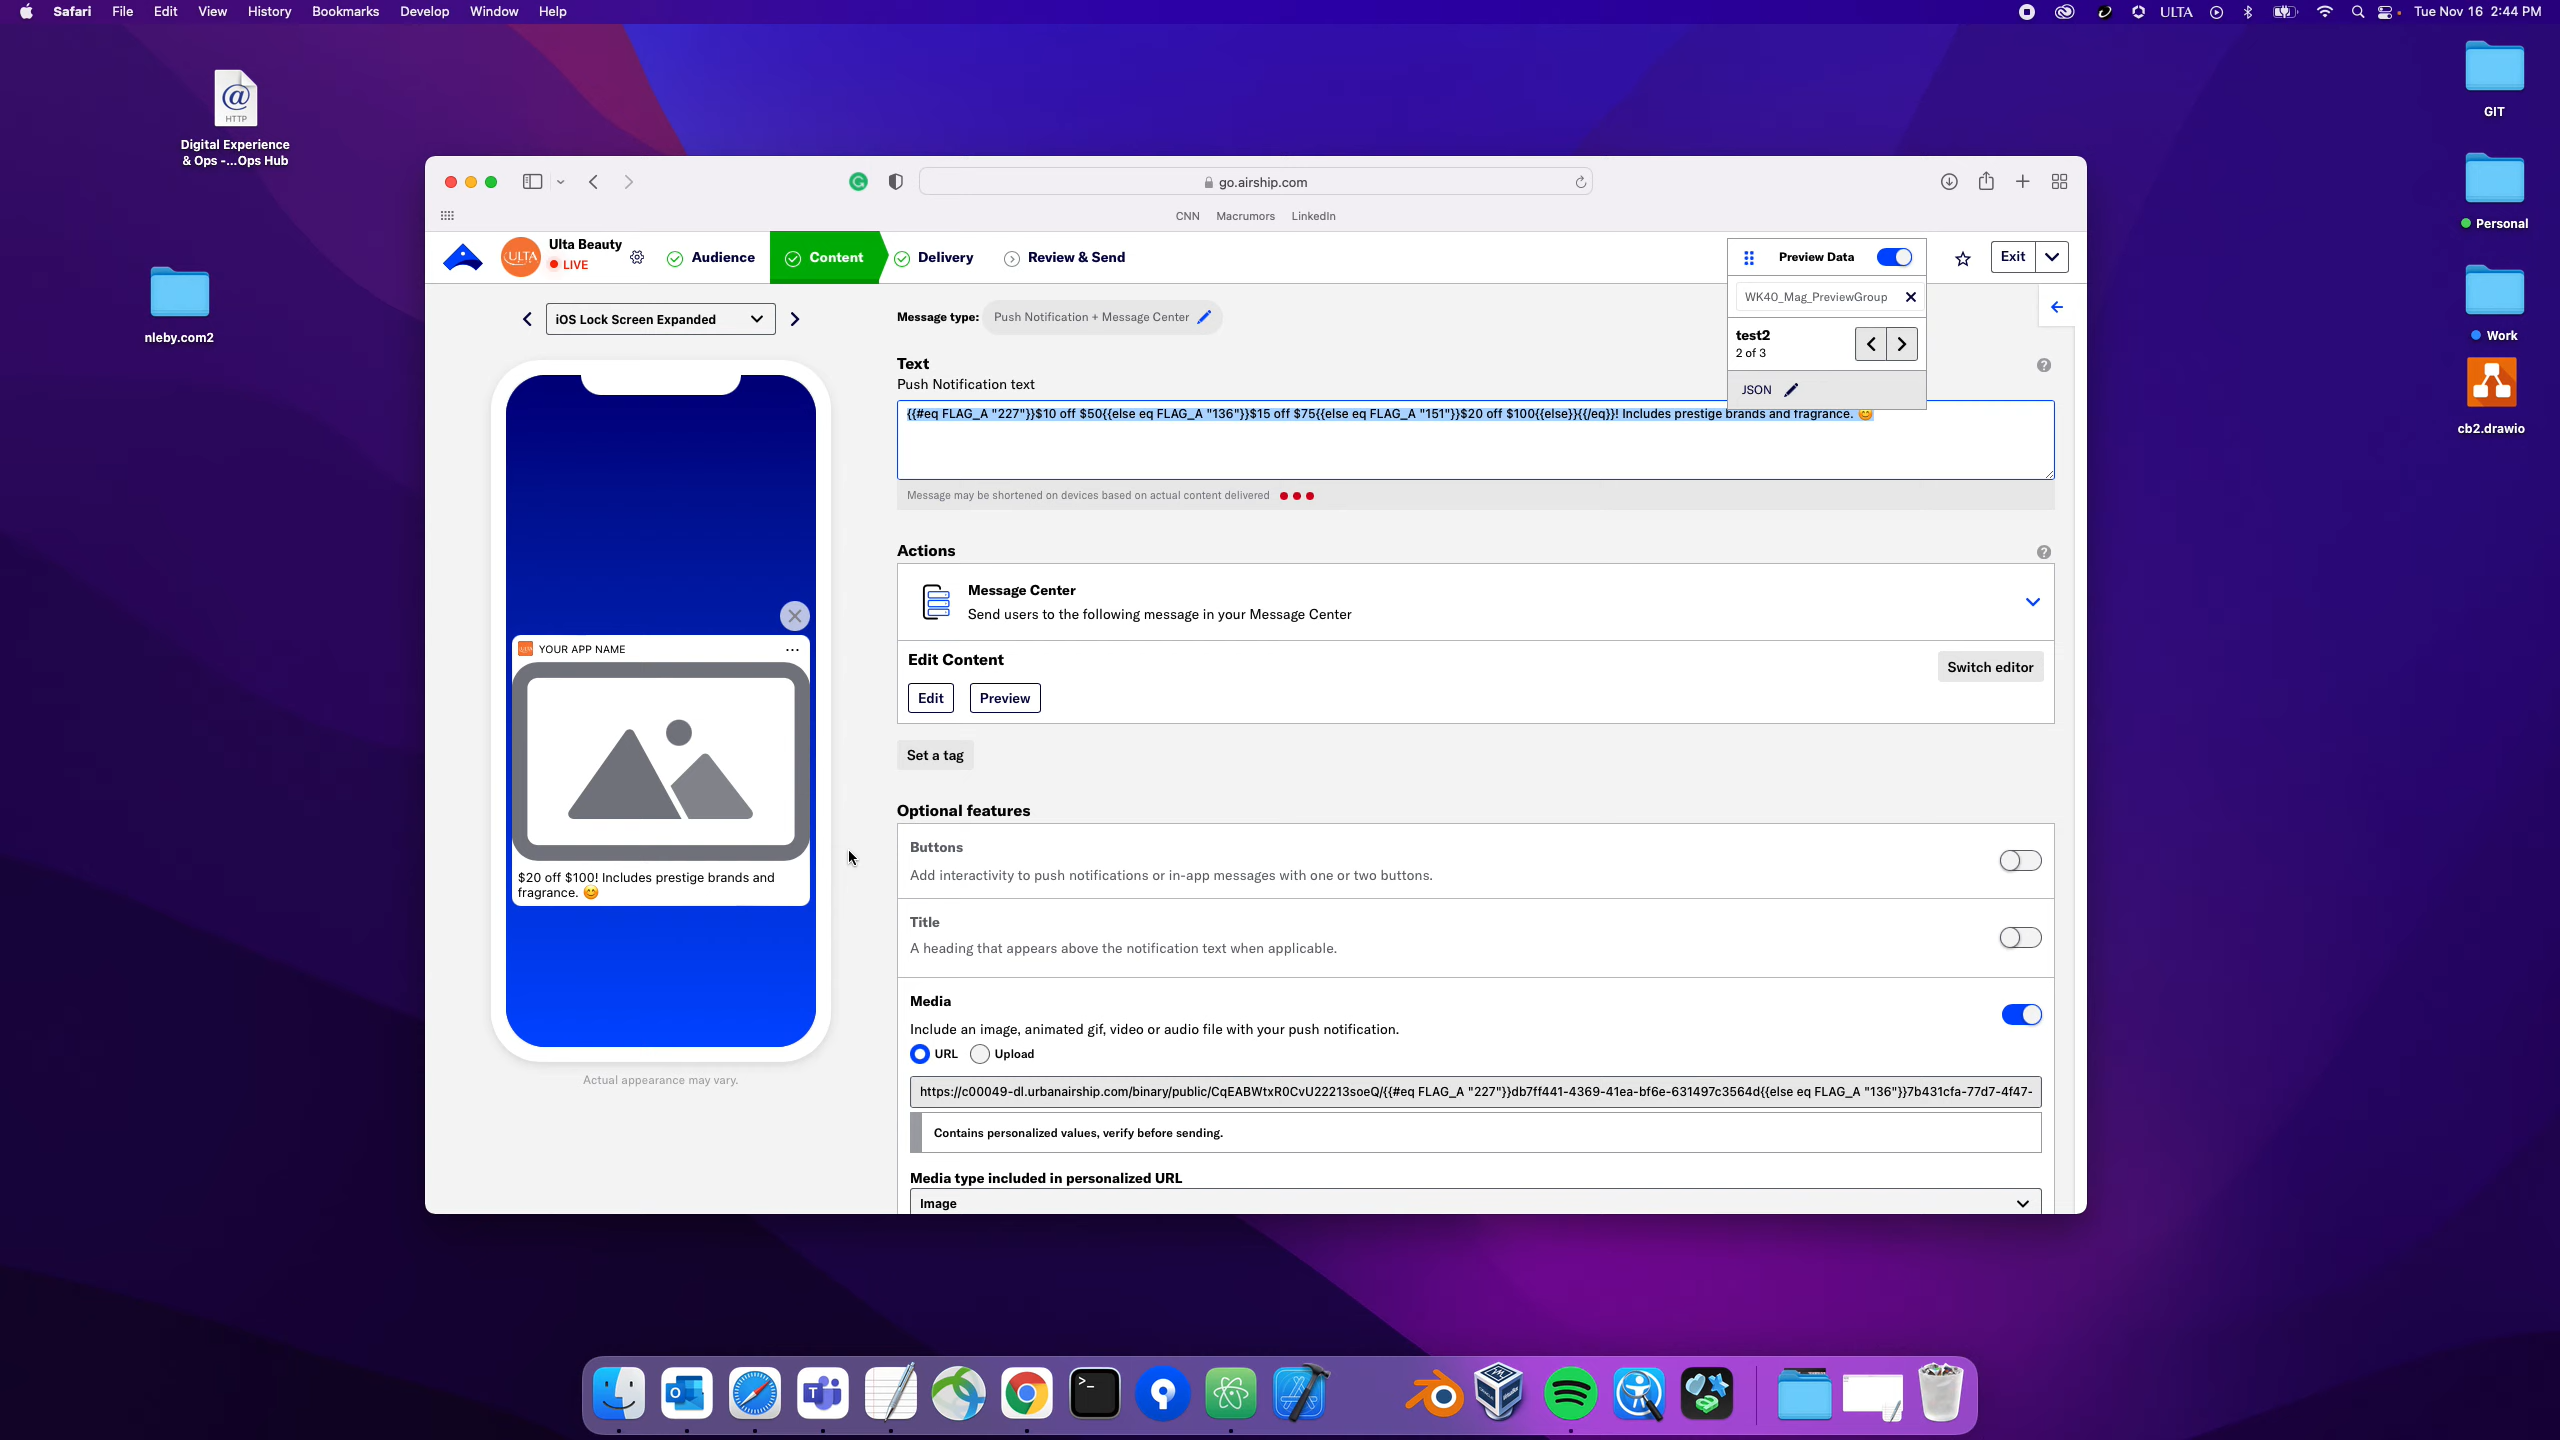 Safari File Edit View History Bookmarks Develop Window Help
ULTA Tue Nov 16 2:44 PM
@
HTTP
Digital Experience
& Ops -...Ops Hub
nleby.com2
GIT
Personal
Work
cb2.drawio
go.airship.com
CNN Macrumors LinkedIn
ULTA
Ulta Beauty
LIVE
Audience
Content
Delivery
Review & Send
Preview Data
Exit
WK40_Mag_PreviewGroup
test2
2 of 3
JSON
iOS Lock Screen Expanded
YOUR APP NAME
$20 off $100! Includes prestige brands and
fragrance. 😊
Actual appearance may vary.
Message type: Push Notification + Message Center
Text
Push Notification text
{{#eq FLAG_A "227"}}$10 off $50{{else eq FLAG_A "136"}}$15 off $75{{else eq FLAG_A "151"}}$20 off $100{{else}}{{/eq}}! Includes prestige brands and fragrance. 😊
Message may be shortened on devices based on actual content delivered
Actions
Message Center
Send users to the following message in your Message Center
Edit Content
Switch editor
Edit Preview
Set a tag
Optional features
Buttons
Add interactivity to push notifications or in-app messages with one or two buttons.
Title
A heading that appears above the notification text when applicable.
Media
Include an image, animated gif, video or audio file with your push notification.
URL Upload
https://c00049-dl.urbanairship.com/binary/public/CqEABWtxR0CvU22213soeQ/{{#eq FLAG_A "227"}}db7ff441-4369-41ea-bf6e-631497c3564d{{else eq FLAG_A "136"}}7b431cfa-77d7-4f47-
Contains personalized values, verify before sending.
Media type included in personalized URL
Image